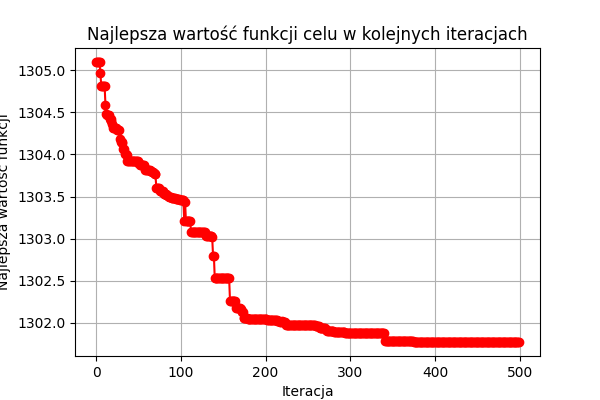 Najlepsza wartość funkcji celu w kolejnych iteracjach
Najlepsza wartość funkcji
1305.0
1304.5
1304.0
1303.5
1303.0
1302.5
1302.0
0 100 200 300 400 500
Iteracja